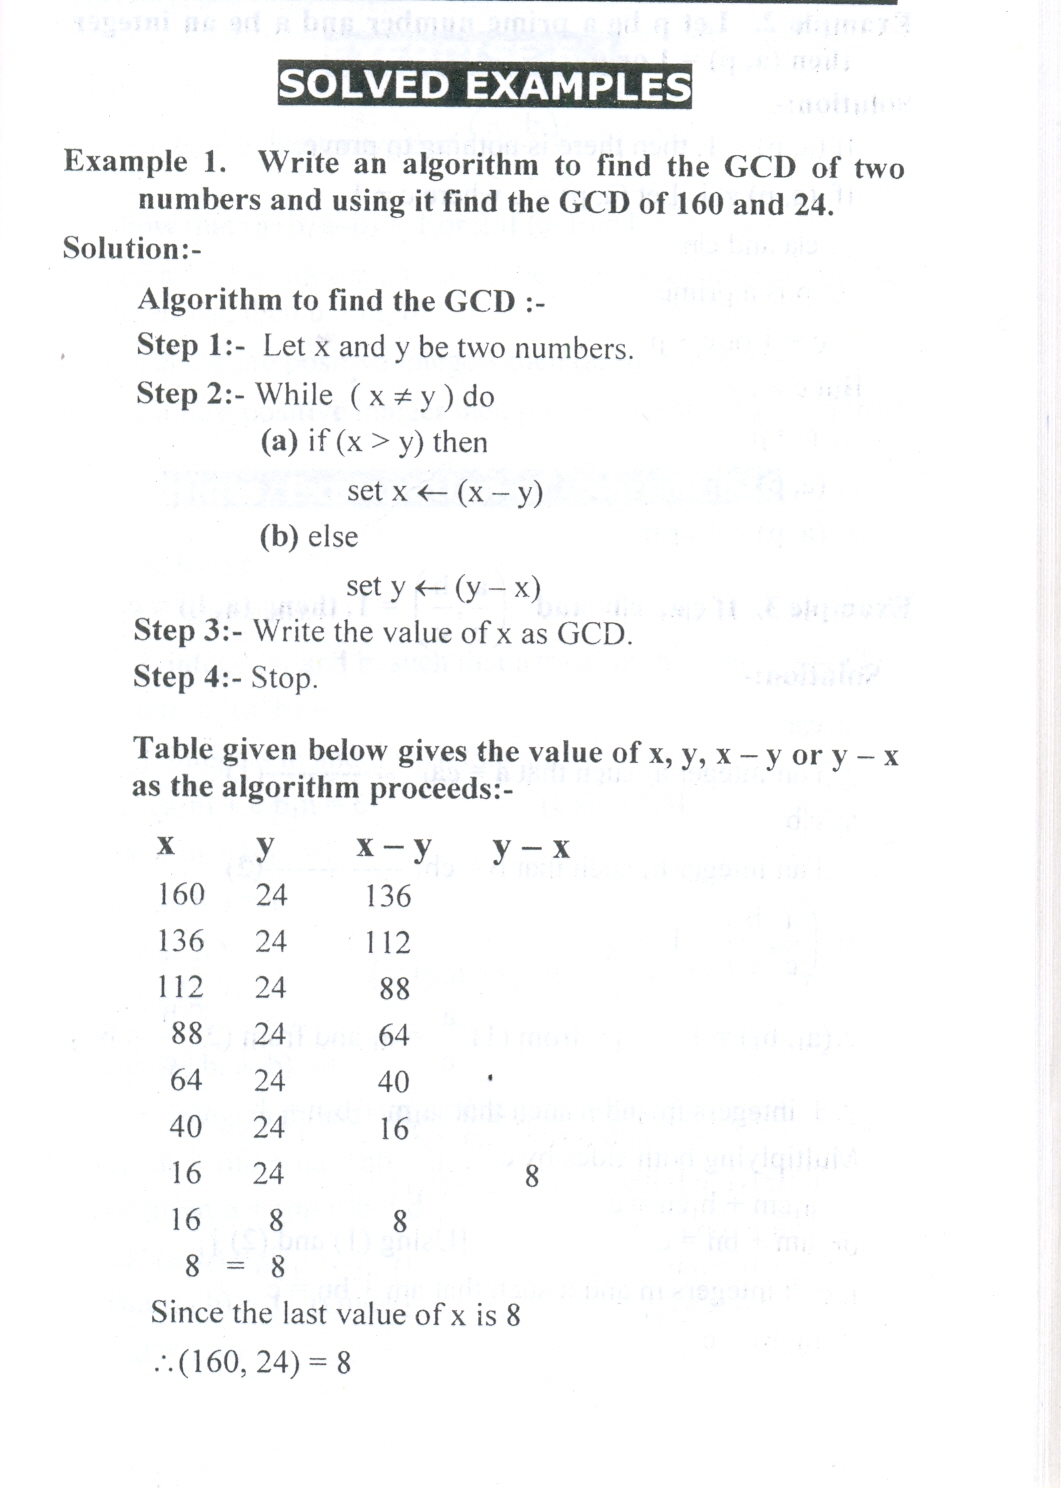 SOLVED EXAMPLES
Example 1. Write an algorithm to find the GCD of two
numbers and using it find the GCD of 160 and 24.
Solution:-
Algorithm to find the GCD :-
Step 1:- Let x and y be two numbers.
Step 2:- While ( x ≠ y ) do
(a) if (x > y) then
set x ← (x – y)
(b) else
set y ← (y – x)
Step 3:- Write the value of x as GCD.
Step 4:- Stop.
Table given below gives the value of x, y, x – y or y – x
as the algorithm proceeds:-
x y x – y y – x
160 24 136
136 24 112
112 24 88
88 24 64
64 24 40
40 24 16
16 24 8
16 8 8
8 = 8
Since the last value of x is 8
∴(160, 24) = 8